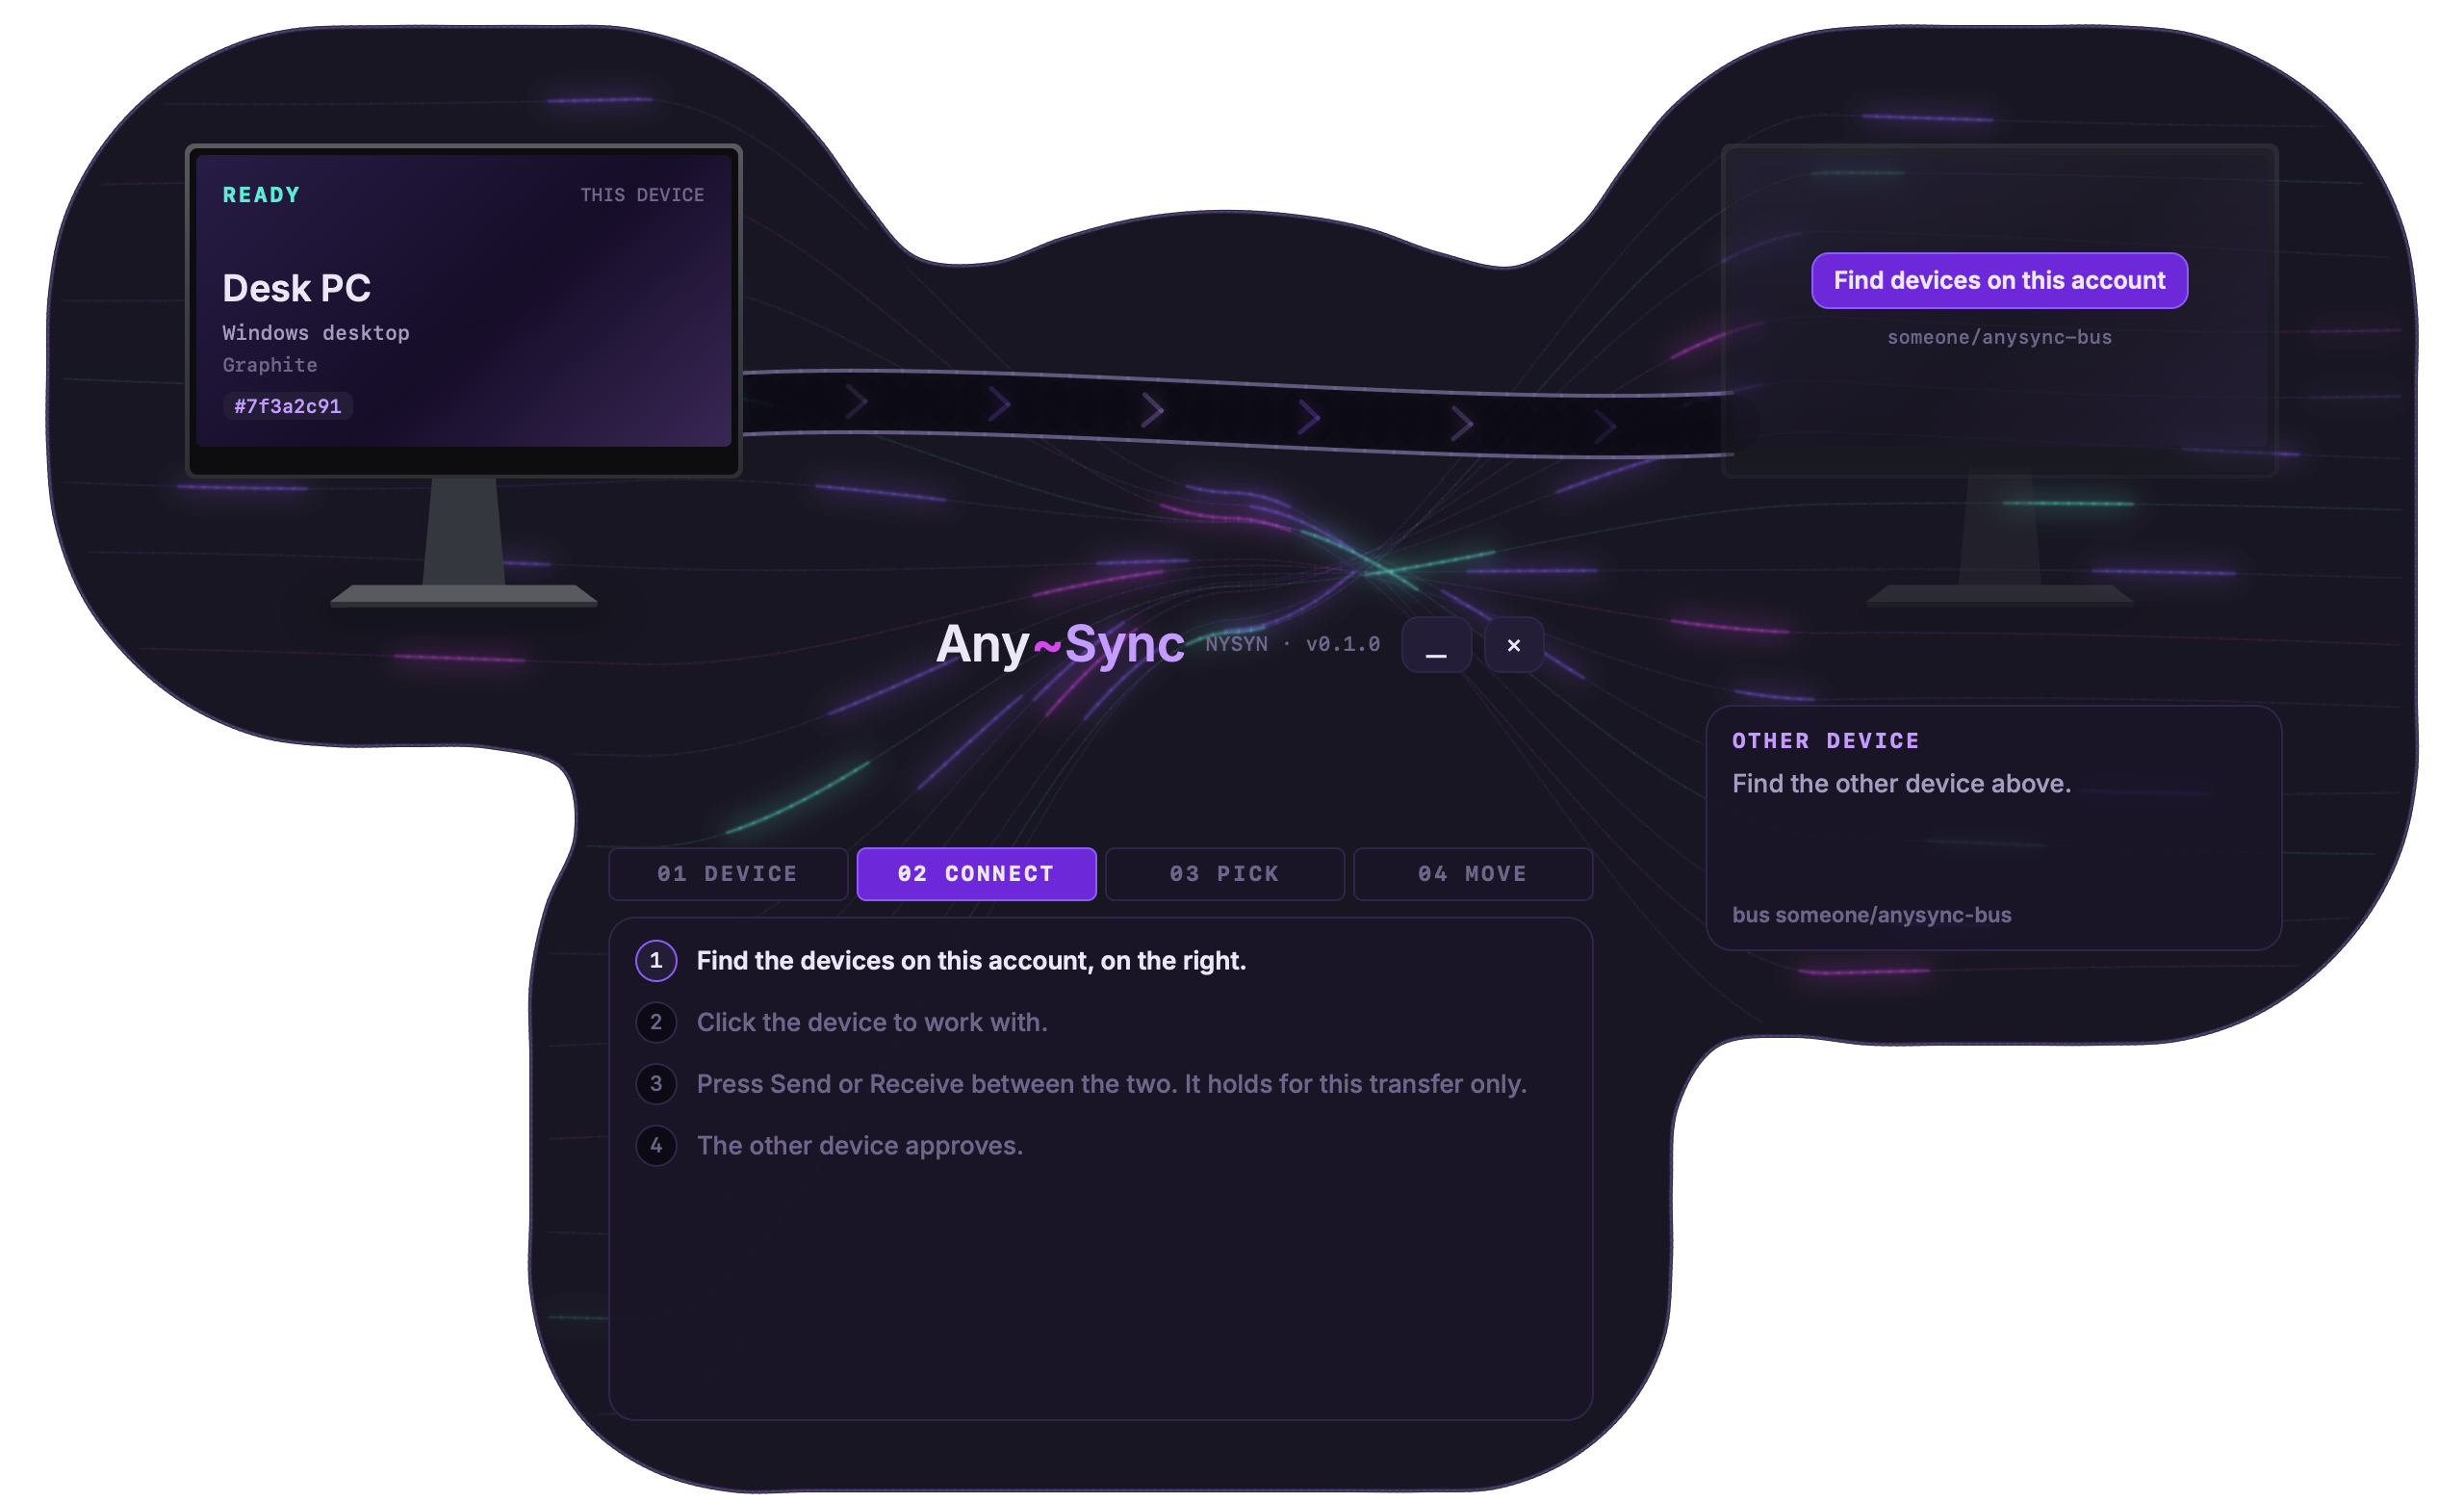 READY
THIS DEVICE
Desk PC
Windows desktop
Graphite
#7f3a2c91
Find devices on this account
someone/anysync-bus
Any~Sync NYSYN · v0.1.0 _ ×
OTHER DEVICE
Find the other device above.
bus someone/anysync-bus
01 DEVICE
02 CONNECT
03 PICK
04 MOVE
1 Find the devices on this account, on the right.
2 Click the device to work with.
3 Press Send or Receive between the two. It holds for this transfer only.
4 The other device approves.